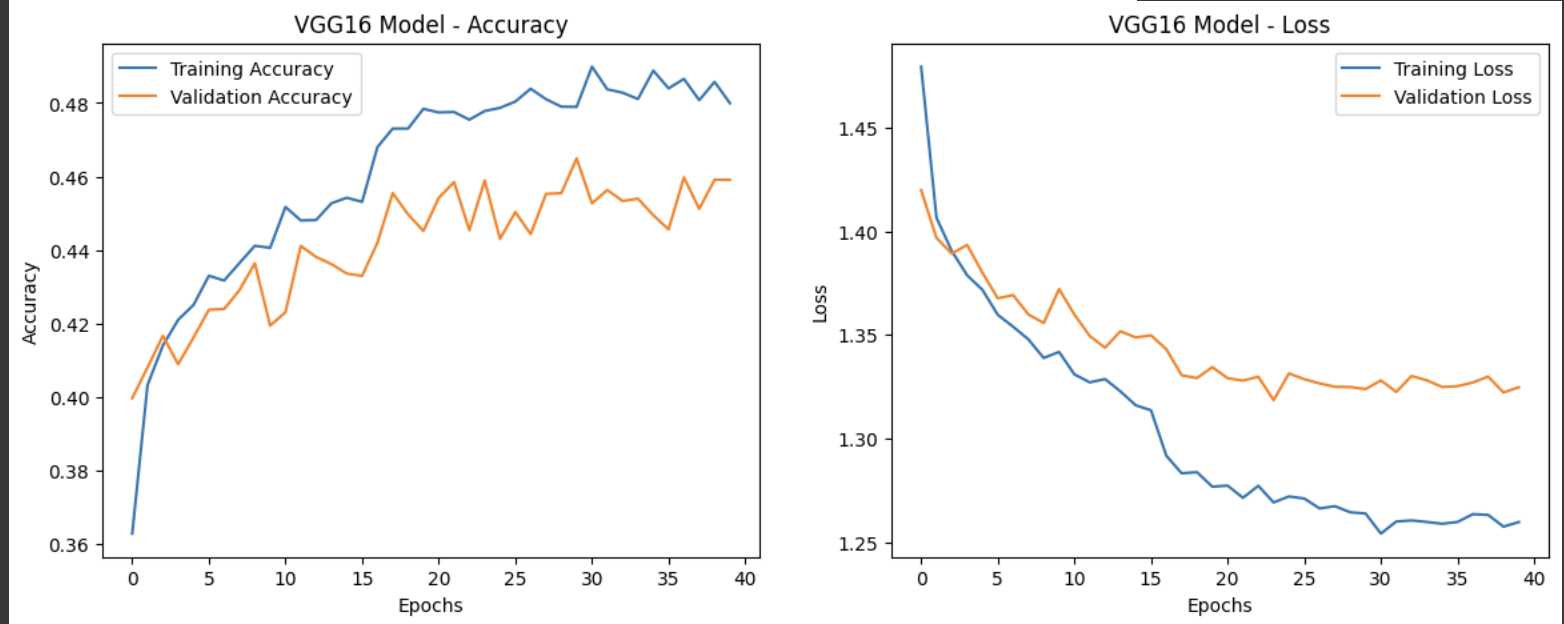 VGG16 Model - Accuracy
Training Accuracy
Validation Accuracy
0.48
0.46
0.44
0.42
0.40
0.38
0.36
Accuracy
0 5 10 15 20 25 30 35 40
Epochs
VGG16 Model - Loss
Training Loss
Validation Loss
1.45
1.40
1.35
1.30
1.25
Loss
0 5 10 15 20 25 30 35 40
Epochs